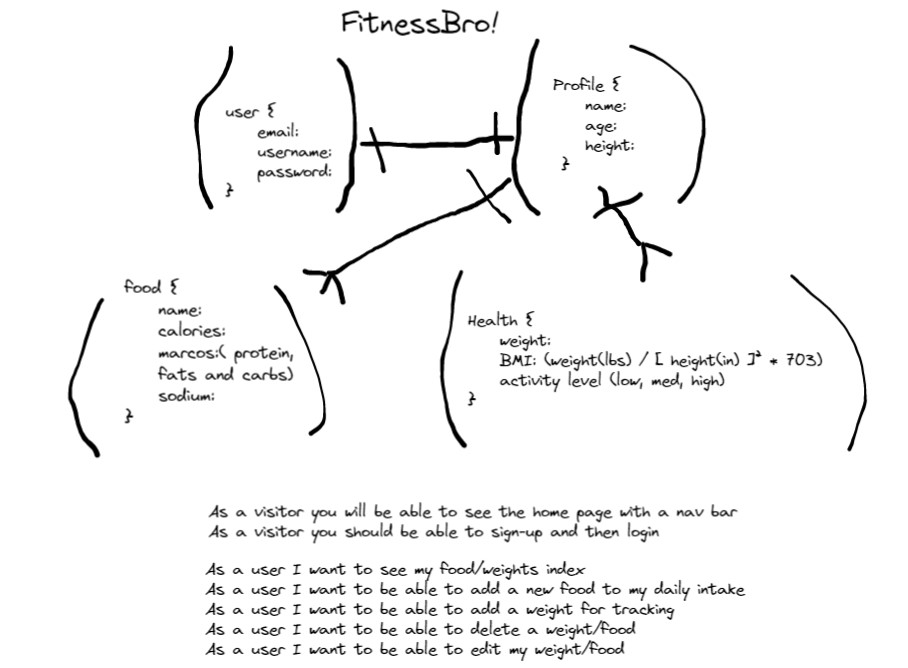 FitnessBro!
user {
email:
username:
password:
}
Profile {
name:
age:
height:
}
food {
name:
calories:
marcos:( protein,
fats and carbs)
sodium:
}
Health {
weight:
BMI: (weight(lbs) / [ height(in) ]² * 703)
activity level (low, med, high)
}
As a visitor you will be able to see the home page with a nav bar
As a visitor you should be able to sign-up and then login
As a user I want to see my food/weights index
As a user I want to be able to add a new food to my daily intake
As a user I want to be able to add a weight for tracking
As a user I want to be able to delete a weight/food
As a user I want to be able to edit my weight/food